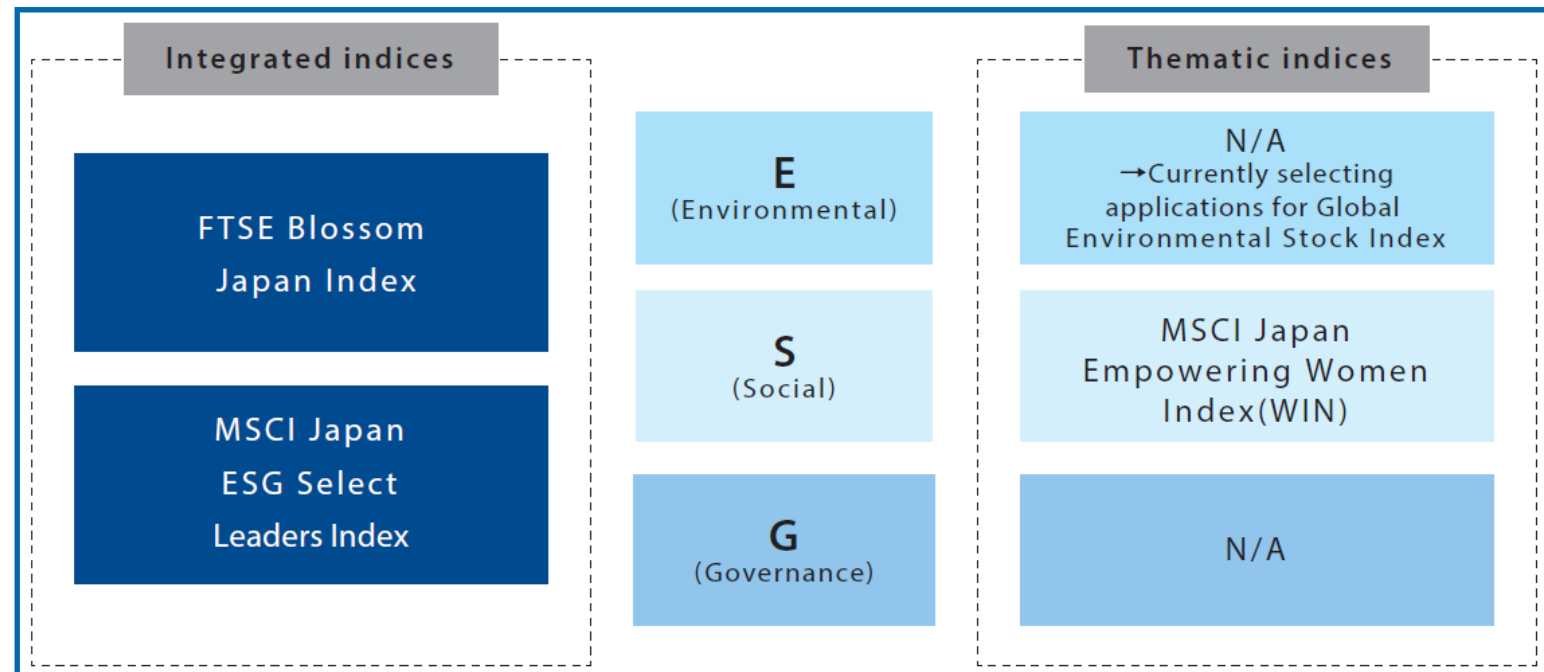 Integrated indices
FTSE Blossom
Japan Index
MSCI Japan
ESG Select
Leaders Index
E
(Environmental)
S
(Social)
G
(Governance)
Thematic indices
N/A
→Currently selecting
applications for Global
Environmental Stock Index
MSCI Japan
Empowering Women
Index(WIN)
N/A